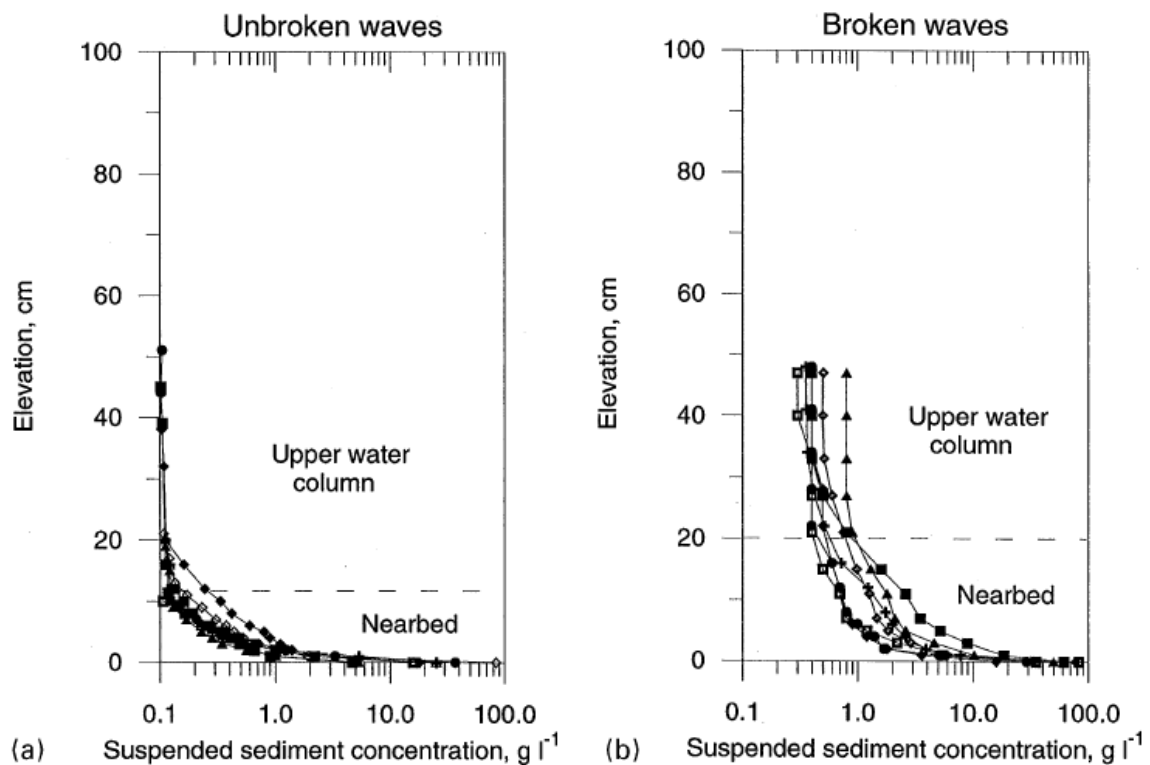 Unbroken waves
100
80
60
40
20
0
Elevation, cm
Upper water
column
Nearbed
0.1
1.0
10.0
100.0
(a)
Suspended sediment concentration, g l-1
Broken waves
100
80
60
40
20
0
Elevation, cm
Upper water
column
Nearbed
0.1
1.0
10.0
100.0
(b)
Suspended sediment concentration, g l-1